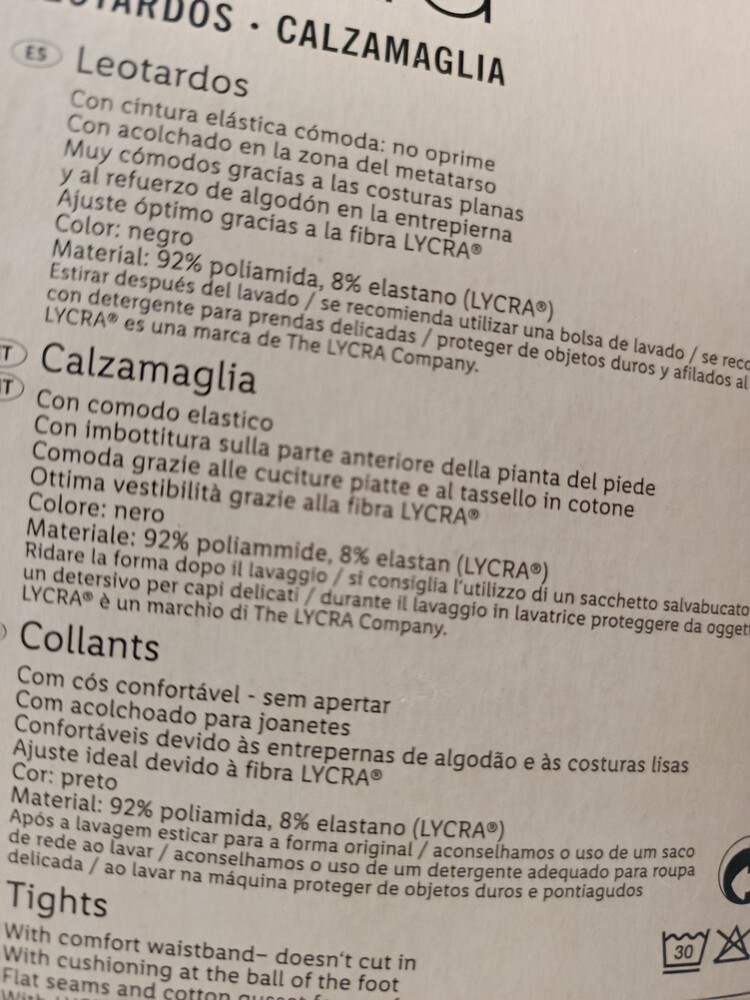 · CALZAMAGLIA
ES
Leotardos
Con cintura elástica cómoda: no oprime
Con acolchado en la zona del metatarso
Muy cómodos gracias a las costuras planas
y al refuerzo de algodón en la entrepierna
Ajuste óptimo gracias a la fibra LYCRA®
Color: negro
Material: 92% poliamida, 8% elastano (LYCRA®)
Estirar después del lavado / se recomienda utilizar una bolsa de lavado / se
con detergente para prendas delicadas / proteger de objetos duros y afilados al
LYCRA® es una marca de The LYCRA Company.
Calzamaglia
Con comodo elastico
Con imbottitura sulla parte anteriore della pianta del piede
Comoda grazie alle cuciture piatte e al tassello in cotone
Ottima vestibilità grazie alla fibra LYCRA®
Colore: nero
Materiale: 92% poliammide, 8% elastan (LYCRA®)
Ridare la forma dopo il lavaggio / si consiglia l'utilizzo di un sacchetto salvabucato
un detersivo per capi delicati / durante il lavaggio in lavatrice proteggere da
LYCRA® è un marchio di The LYCRA Company.
Collants
Com cós confortável - sem apertar
Com acolchoado para joanetes
Confortáveis devido às entrepernas de algodão e às costuras lisas
Ajuste ideal devido à fibra LYCRA®
Cor: preto
Material: 92% poliamida, 8% elastano (LYCRA®)
Após a lavagem esticar para a forma original / aconselhamos o uso de um saco
de rede ao lavar / aconselhamos o uso de um detergente adequado para roupa
delicada / ao lavar na máquina proteger de objetos duros e pontiagudos
Tights
With comfort waistband– doesn't cut in
With cushioning at the ball of the foot
Flat seams and cotton
30